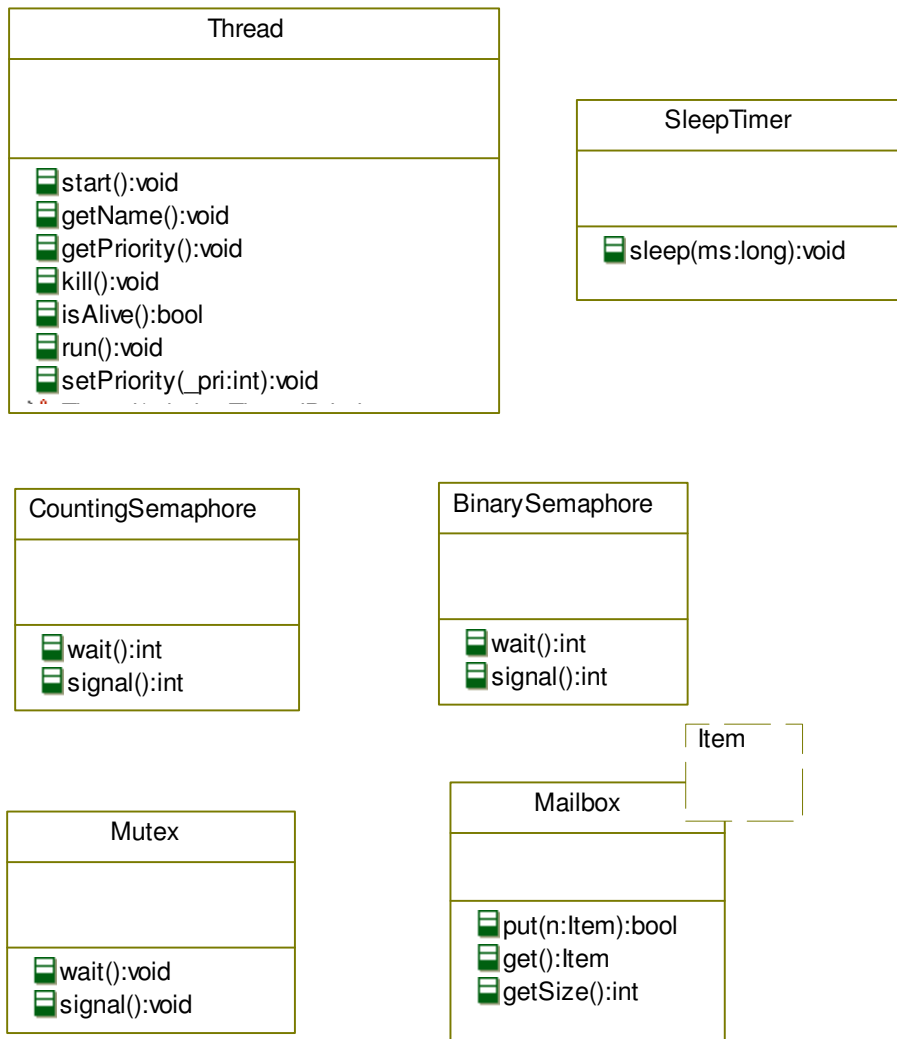 Thread
start():void
getName():void
getPriority():void
kill():void
isAlive():bool
run():void
setPriority(_pri:int):void
SleepTimer
sleep(ms:long):void
CountingSemaphore
wait():int
signal():int
BinarySemaphore
wait():int
signal():int
Mutex
wait():void
signal():void
Item
Mailbox
put(n:Item):bool
get():Item
getSize():int